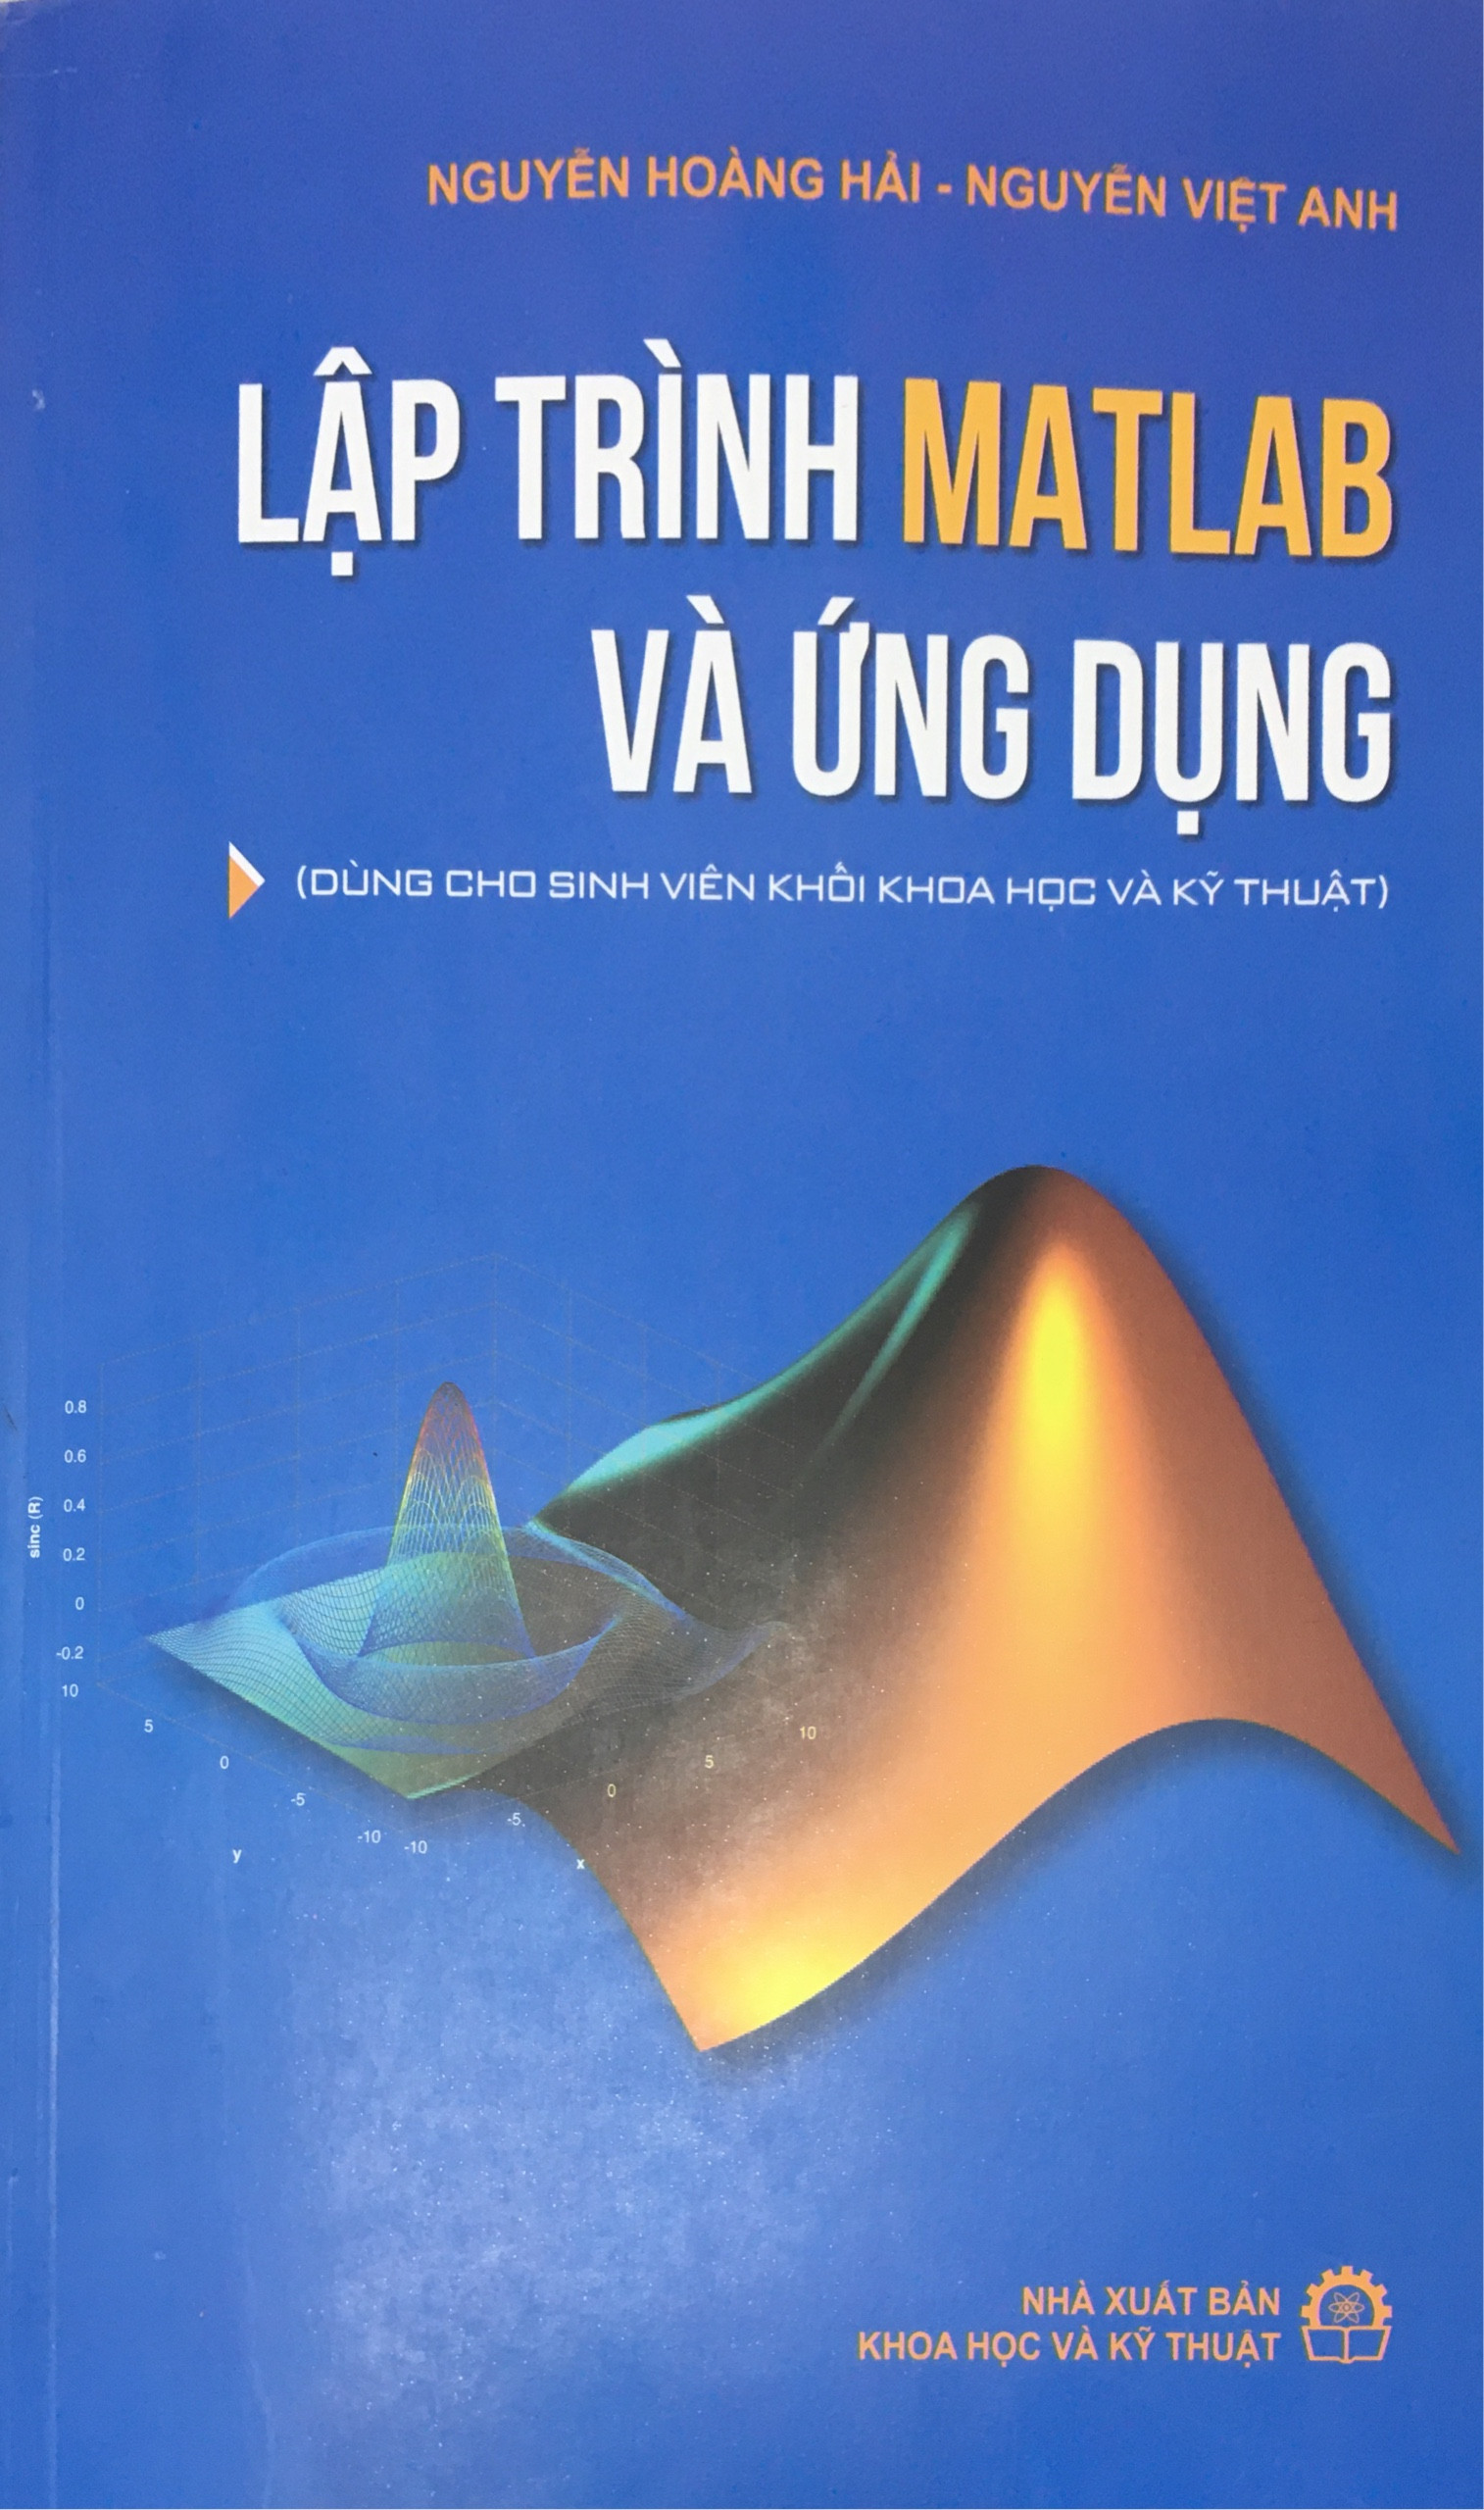 NGUYỄN HOÀNG HẢI - NGUYỄN VIỆT ANH
LẬP TRÌNH MATLAB
VÀ ỨNG DỤNG
(DÙNG CHO SINH VIÊN KHỐI KHOA HỌC VÀ KỸ THUẬT)
0.8
0.6
0.4
0.2
0
-0.2
sinc (R)
10
5
0
-5
-10
y
-10
-5
0
5
10
x
NHÀ XUẤT BẢN
KHOA HỌC VÀ KỸ THUẬT